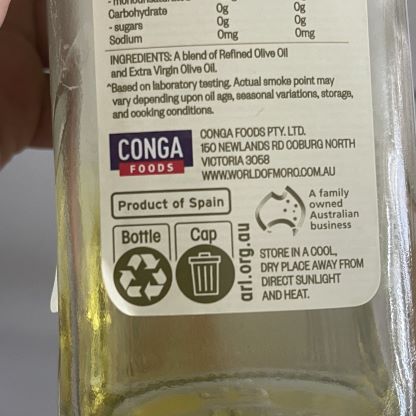 Carbohydrate 0g 0g
- sugars 0g 0g
Sodium 0mg 0mg
INGREDIENTS: A blend of Refined Olive Oil
and Extra Virgin Olive Oil.
^Based on laboratory testing. Actual smoke point may
vary depending upon oil age, seasonal variations, storage,
and cooking conditions.
CONGA
FOODS
CONGA FOODS PTY. LTD.
150 NEWLANDS RD COBURG NORTH
VICTORIA 3058
WWW.WORLDOFMORO.COM.AU
Product of Spain
A family
owned
Australian
business
Bottle
Cap
arl.org.au
STORE IN A COOL,
DRY PLACE AWAY FROM
DIRECT SUNLIGHT
AND HEAT.